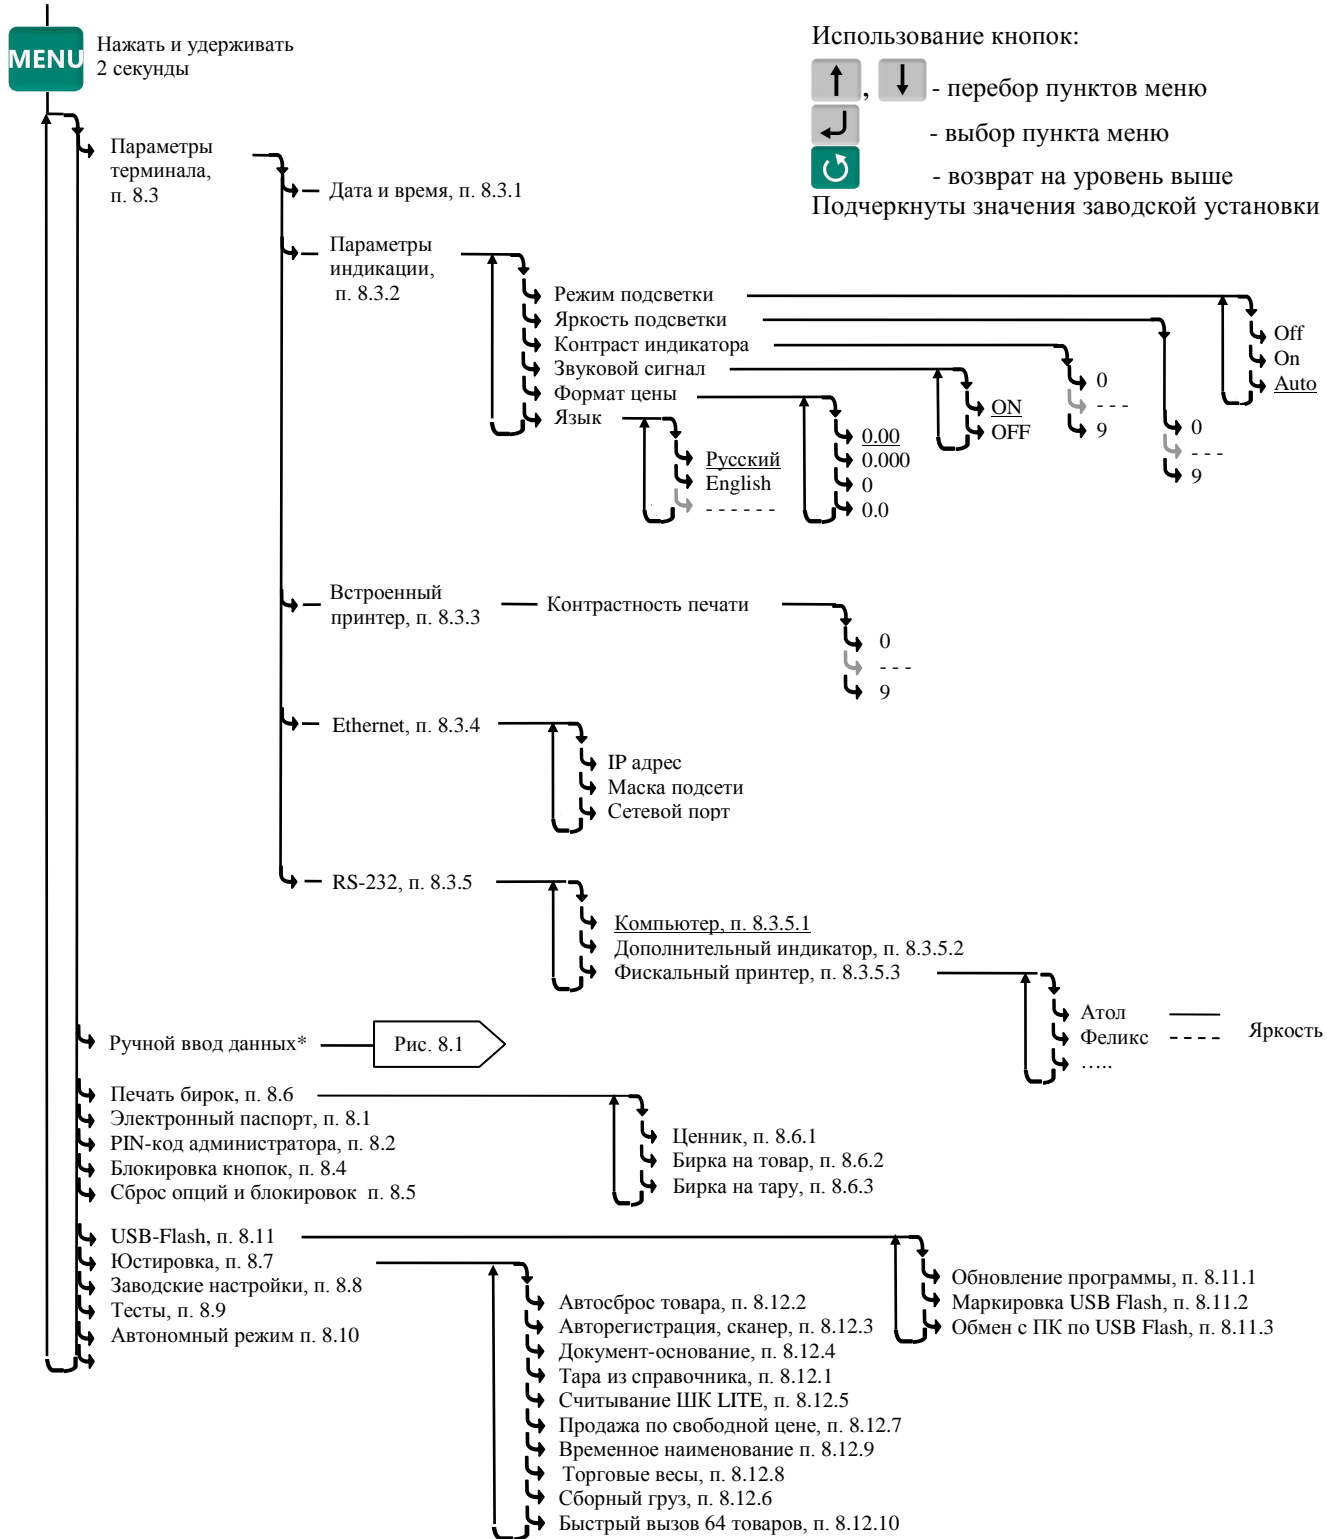 MENU
Нажать и удерживать
2 секунды
Использование кнопок:
, - перебор пунктов меню
- выбор пункта меню
- возврат на уровень выше
Подчеркнуты значения заводской установки
Параметры
терминала,
п. 8.3
Дата и время, п. 8.3.1
Параметры
индикации,
п. 8.3.2
Режим подсветки
Яркость подсветки
Контраст индикатора
Звуковой сигнал
Формат цены
Язык
Off
On
Auto
0
- - -
9
0
- - -
9
ON
OFF
0.00
0.000
0
0.0
Русский
English
- - - - - -
Встроенный
принтер, п. 8.3.3
Контрастность печати
0
- - -
9
Ethernet, п. 8.3.4
IP адрес
Маска подсети
Сетевой порт
RS-232, п. 8.3.5
Компьютер, п. 8.3.5.1
Дополнительный индикатор, п. 8.3.5.2
Фискальный принтер, п. 8.3.5.3
Атол
Феликс - - - - Яркость
…..
Ручной ввод данных*
Рис. 8.1
Печать бирок, п. 8.6
Электронный паспорт, п. 8.1
PIN-код администратора, п. 8.2
Блокировка кнопок, п. 8.4
Сброс опций и блокировок п. 8.5
Ценник, п. 8.6.1
Бирка на товар, п. 8.6.2
Бирка на тару, п. 8.6.3
USB-Flash, п. 8.11
Юстировка, п. 8.7
Заводские настройки, п. 8.8
Тесты, п. 8.9
Автономный режим п. 8.10
Обновление программы, п. 8.11.1
Маркировка USB Flash, п. 8.11.2
Обмен с ПК по USB Flash, п. 8.11.3
Автосброс товара, п. 8.12.2
Авторегистрация, сканер, п. 8.12.3
Документ-основание, п. 8.12.4
Тара из справочника, п. 8.12.1
Считывание ШК LITE, п. 8.12.5
Продажа по свободной цене, п. 8.12.7
Временное наименование п. 8.12.9
Торговые весы, п. 8.12.8
Сборный груз, п. 8.12.6
Быстрый вызов 64 товаров, п. 8.12.10